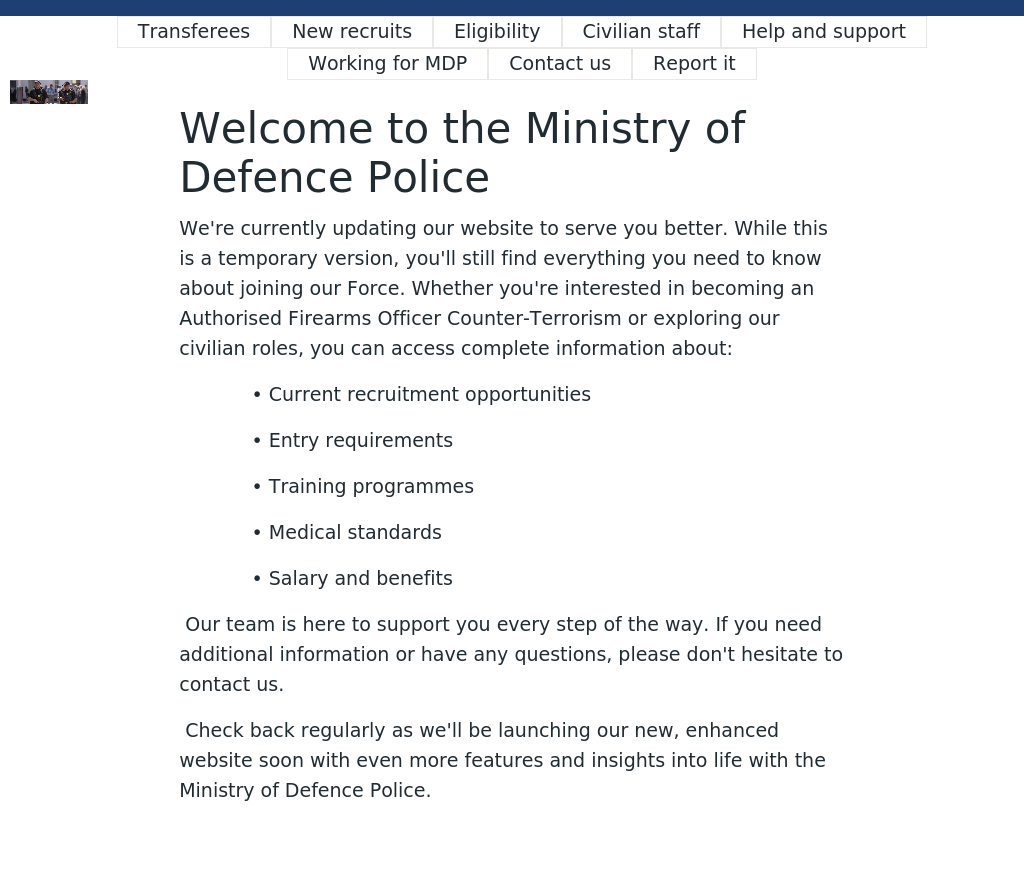 Transferees New recruits Eligibility Civilian staff Help and support
Working for MDP Contact us Report it
Welcome to the Ministry of
Defence Police
We're currently updating our website to serve you better. While this
is a temporary version, you'll still find everything you need to know
about joining our Force. Whether you're interested in becoming an
Authorised Firearms Officer Counter-Terrorism or exploring our
civilian roles, you can access complete information about:
• Current recruitment opportunities
• Entry requirements
• Training programmes
• Medical standards
• Salary and benefits
Our team is here to support you every step of the way. If you need
additional information or have any questions, please don't hesitate to
contact us.
Check back regularly as we'll be launching our new, enhanced
website soon with even more features and insights into life with the
Ministry of Defence Police.